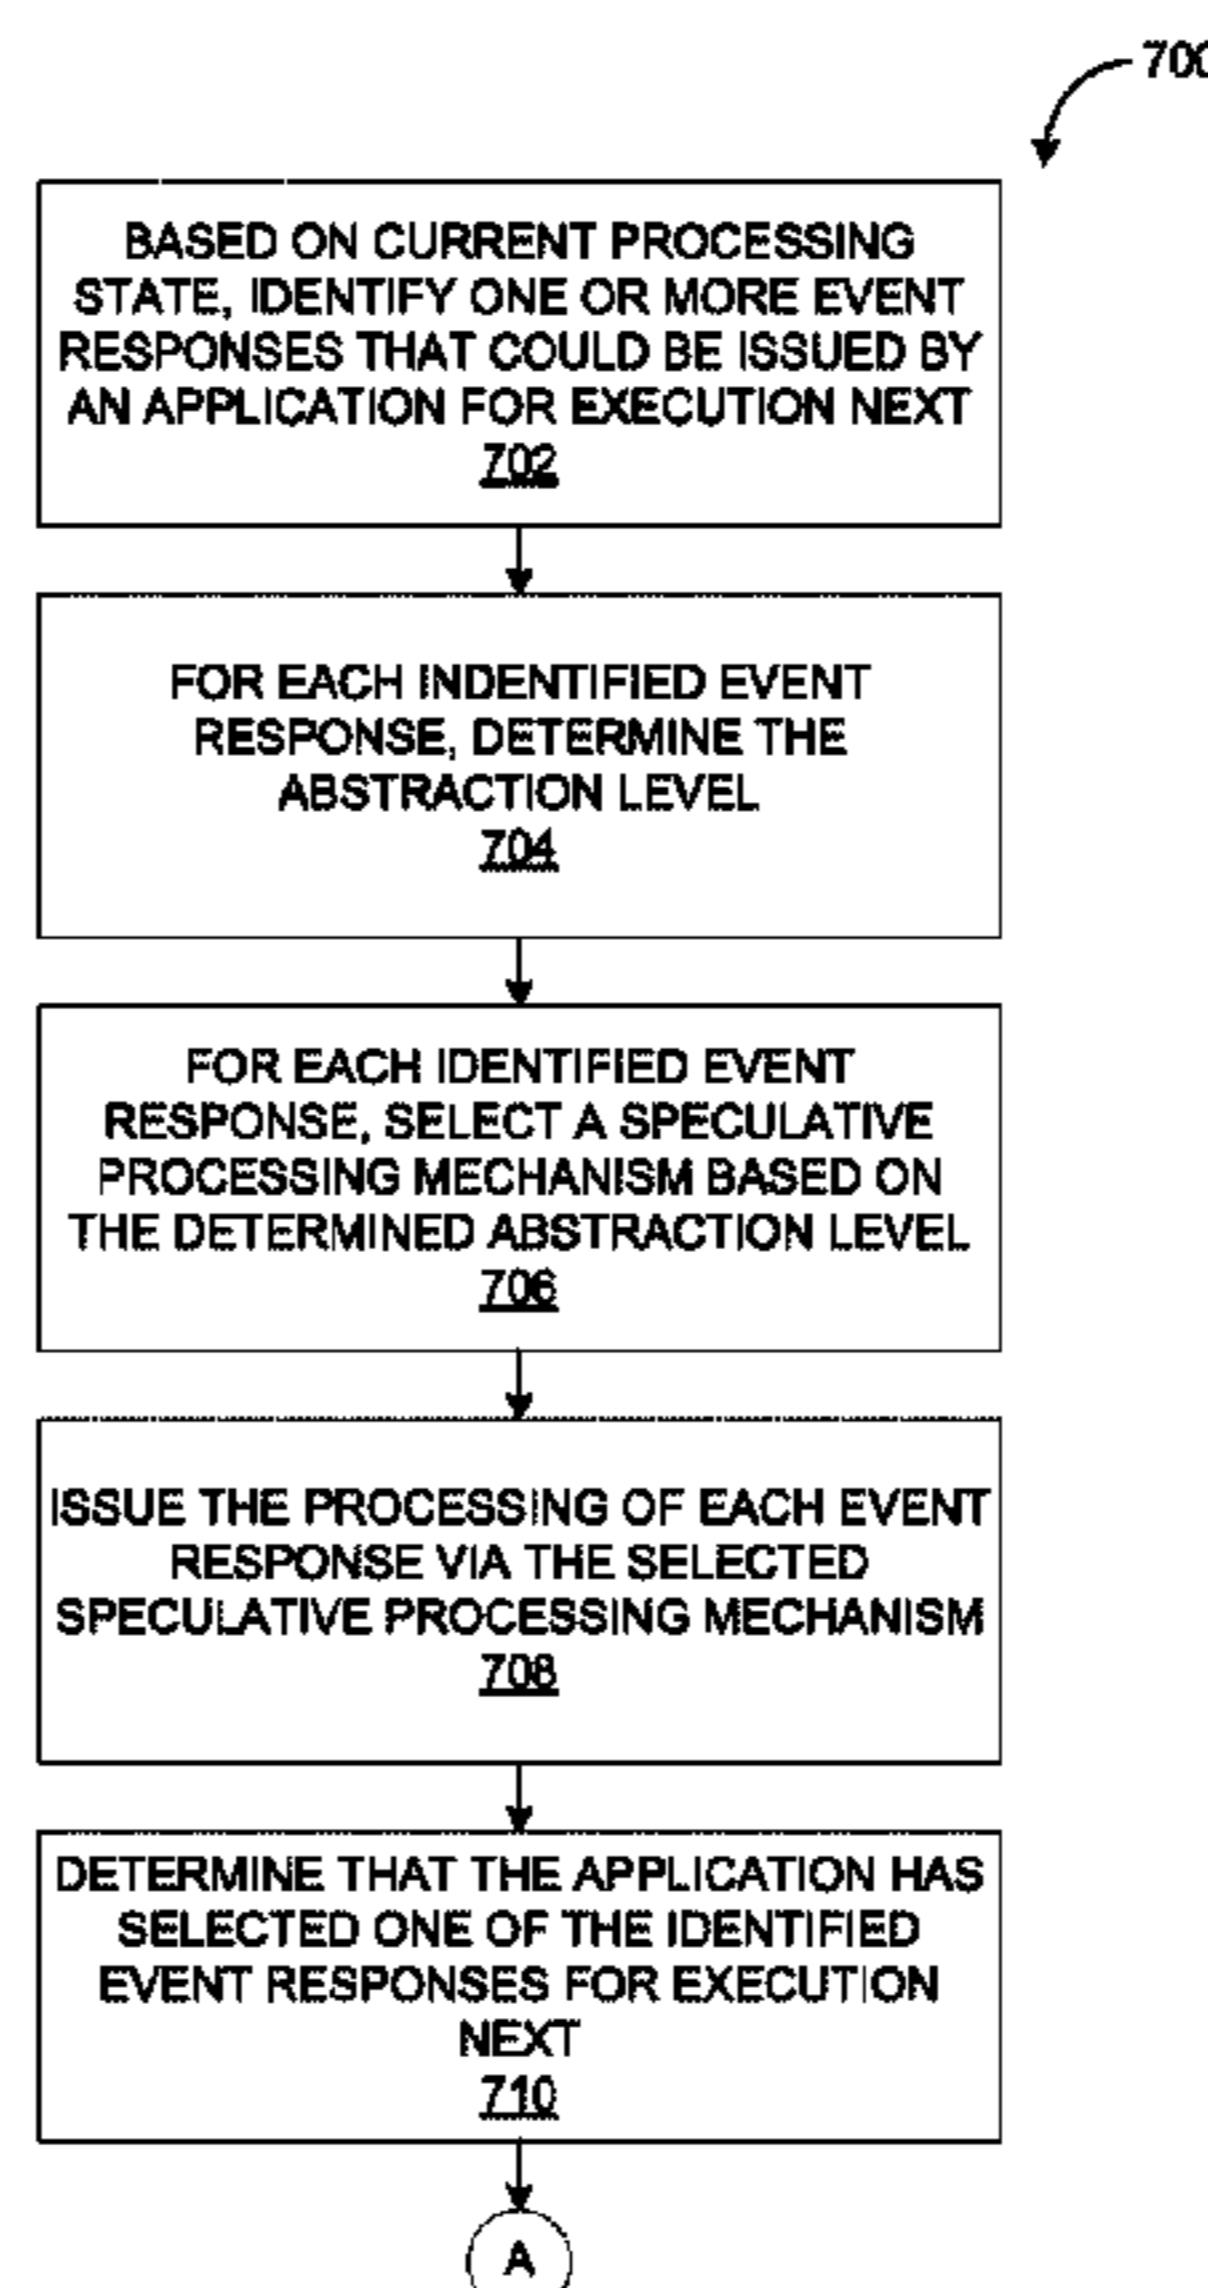 700
BASED ON CURRENT PROCESSING
STATE, IDENTIFY ONE OR MORE EVENT
RESPONSES THAT COULD BE ISSUED BY
AN APPLICATION FOR EXECUTION NEXT
702
FOR EACH INDENTIFIED EVENT
RESPONSE, DETERMINE THE
ABSTRACTION LEVEL
704
FOR EACH IDENTIFIED EVENT
RESPONSE, SELECT A SPECULATIVE
PROCESSING MECHANISM BASED ON
THE DETERMINED ABSTRACTION LEVEL
706
ISSUE THE PROCESSING OF EACH EVENT
RESPONSE VIA THE SELECTED
SPECULATIVE PROCESSING MECHANISM
708
DETERMINE THAT THE APPLICATION HAS
SELECTED ONE OF THE IDENTIFIED
EVENT RESPONSES FOR EXECUTION
NEXT
710
A